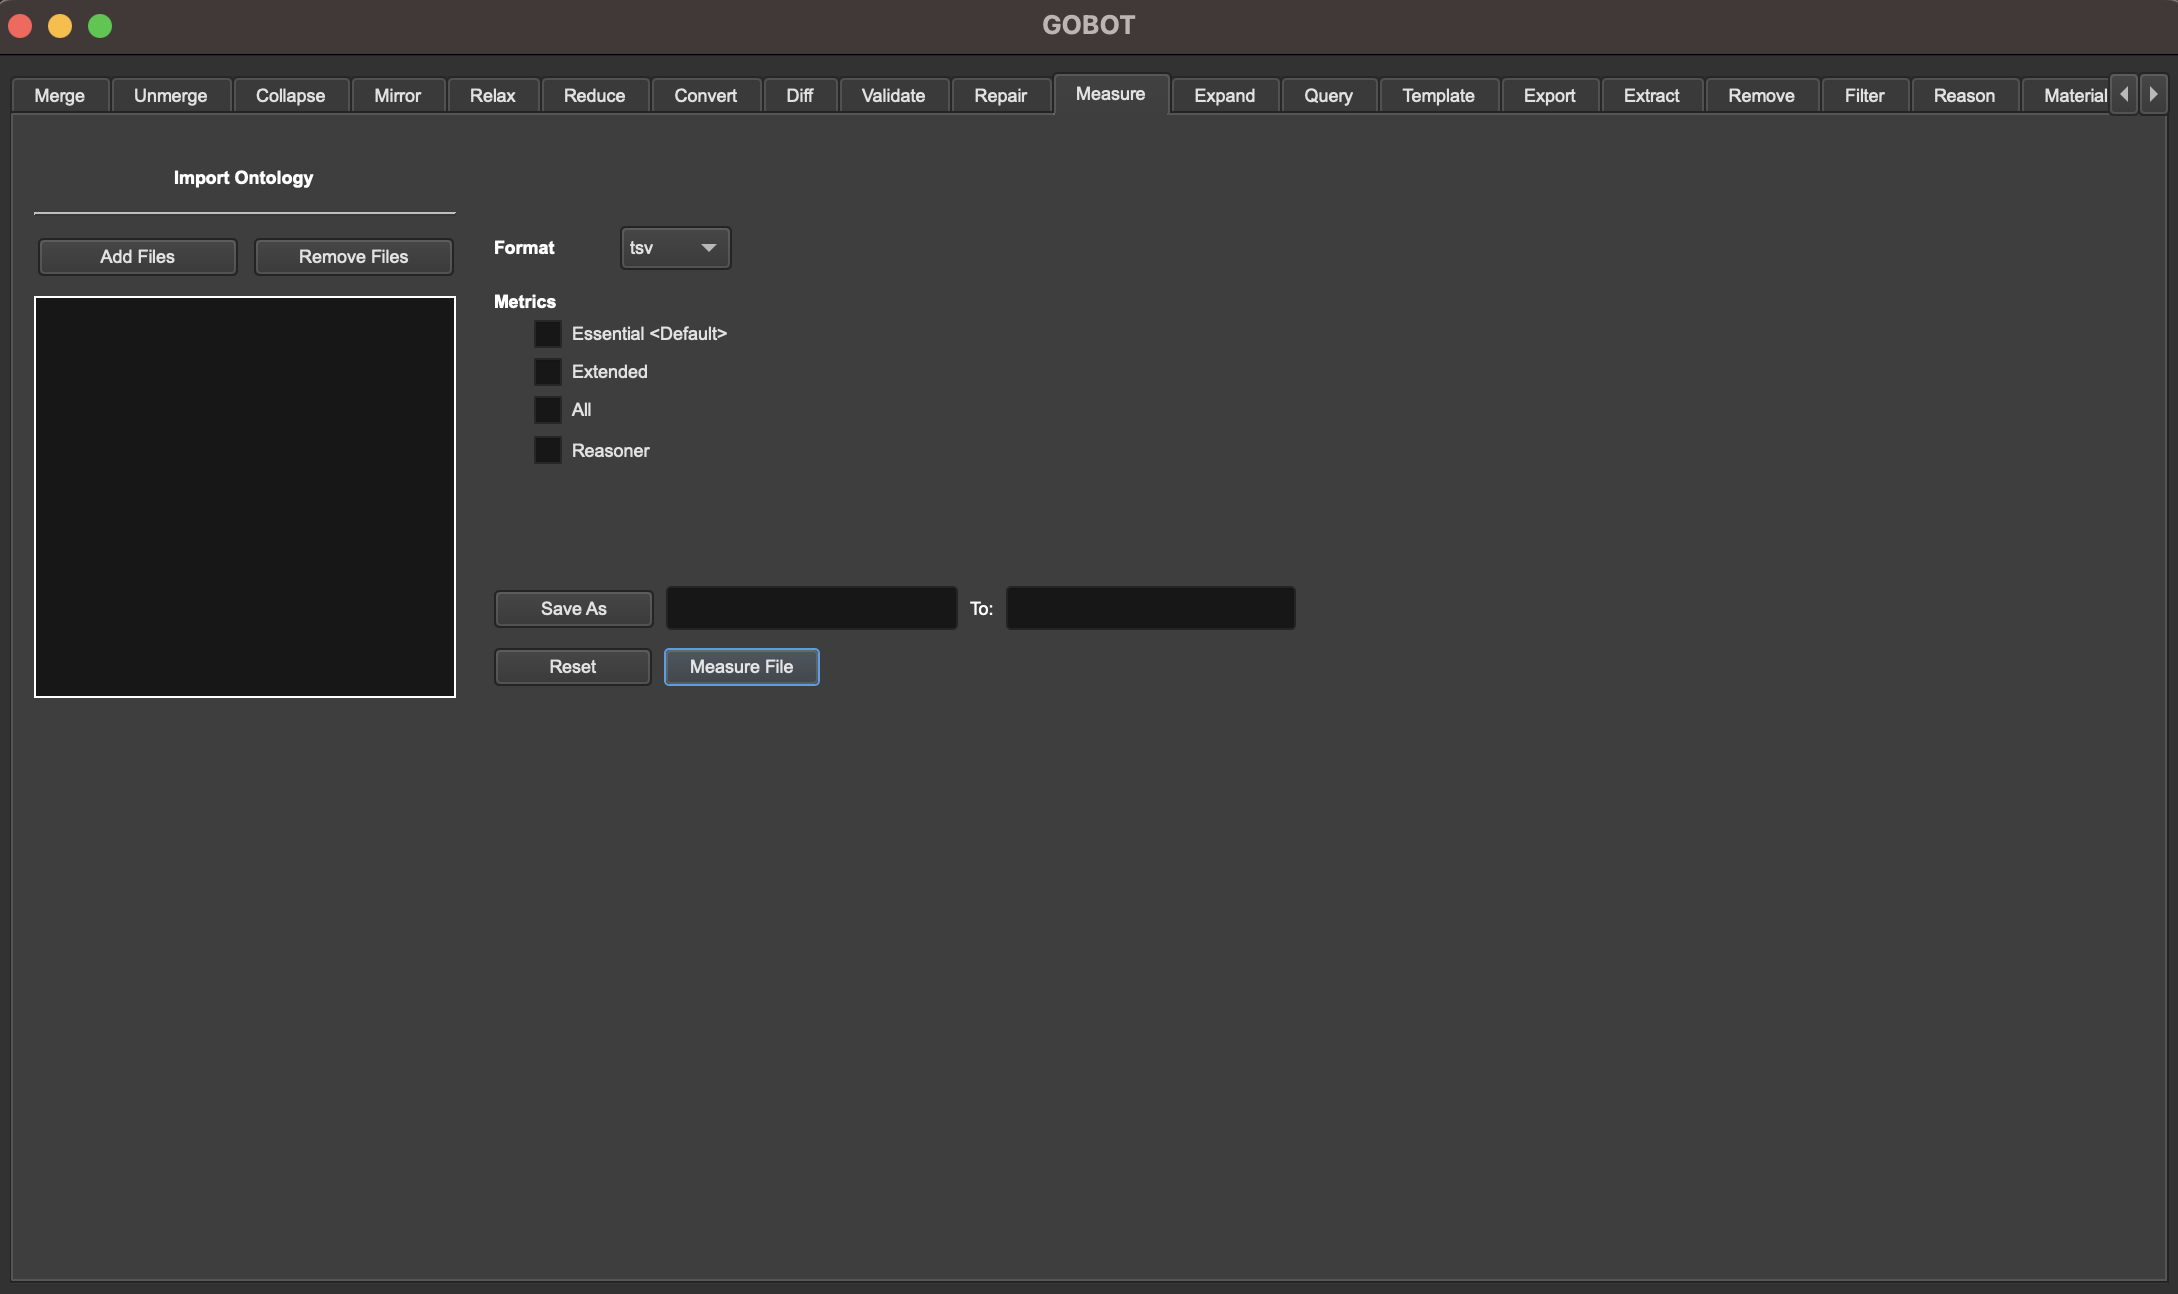 GOBOT
Merge Unmerge Collapse Mirror Relax Reduce Convert Diff Validate Repair Measure Expand Query Template Export Extract Remove Filter Reason Material
Import Ontology
Add Files Remove Files
Format tsv
Metrics
Essential <Default>
Extended
All
Reasoner
Save As To:
Reset Measure File